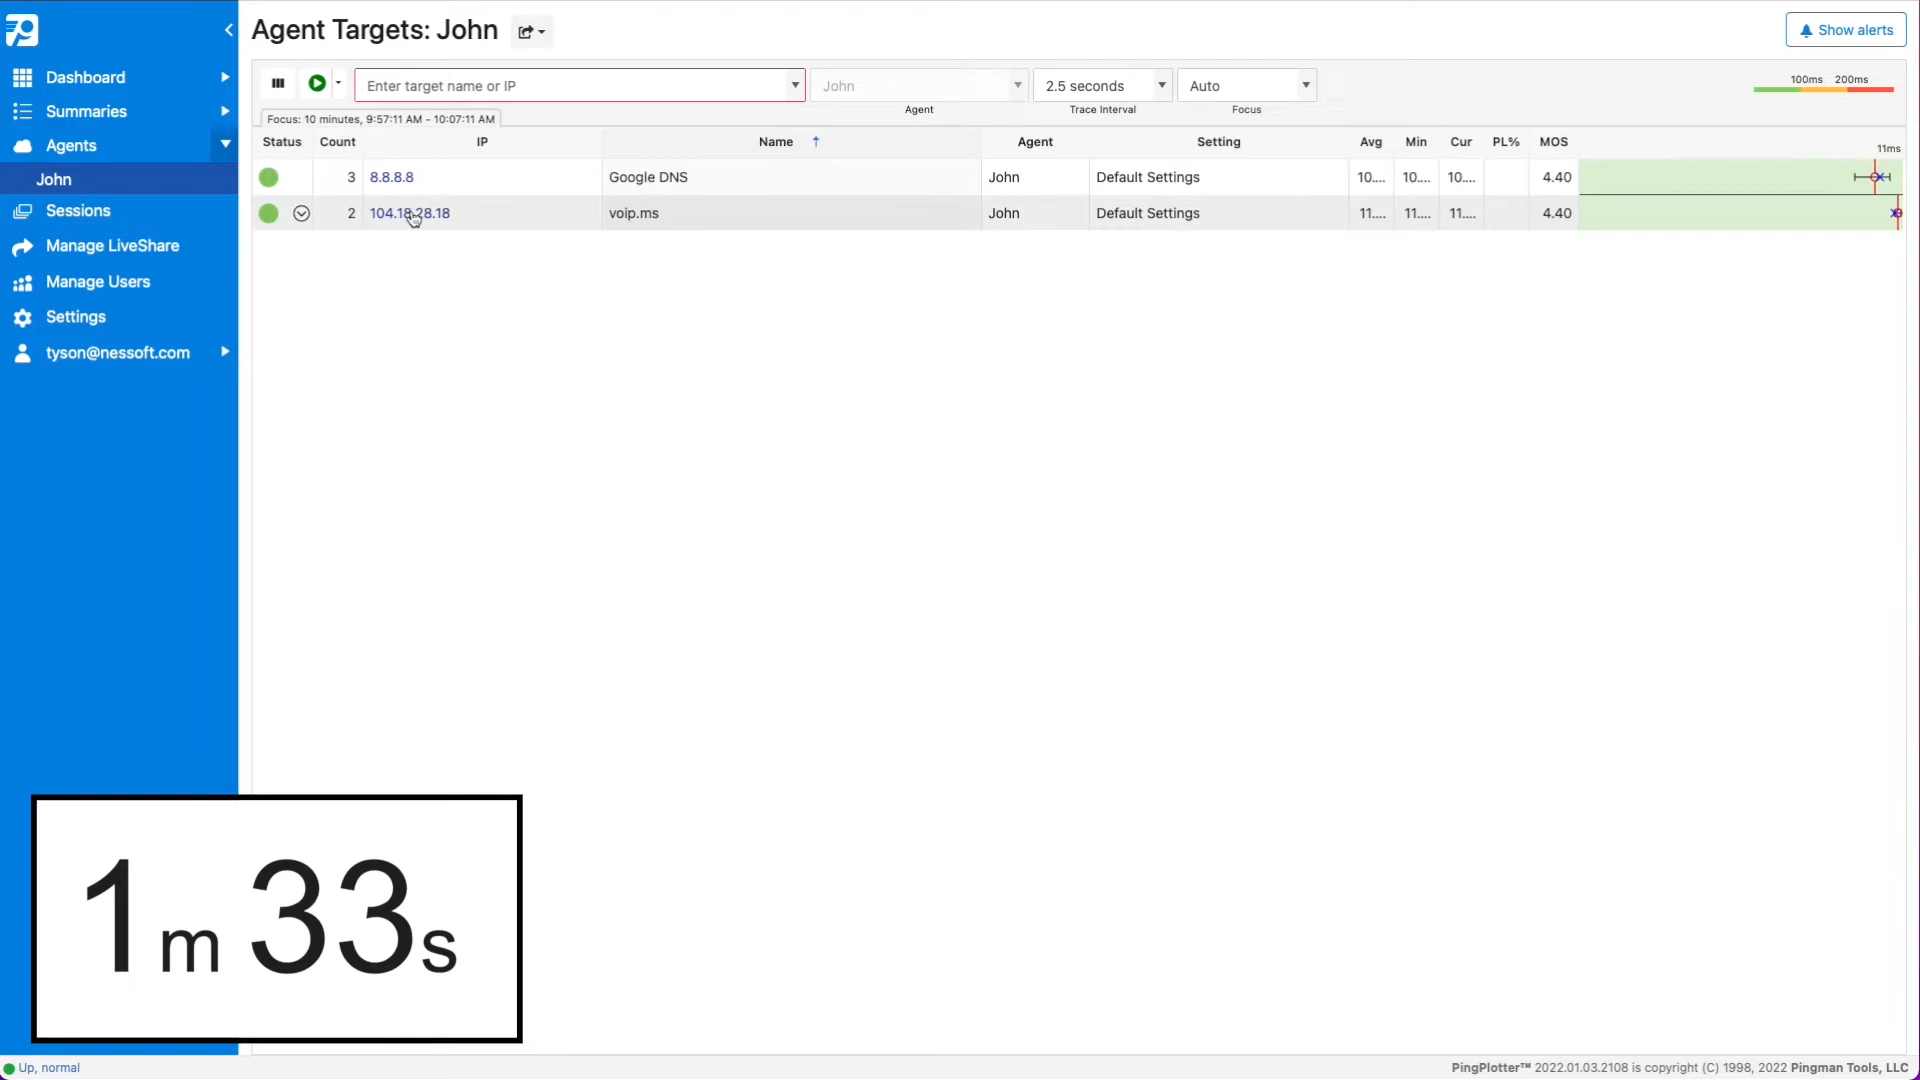 Agent Targets: John
Show alerts
Dashboard
Summaries
Agents
John
Sessions
Manage LiveShare
Manage Users
Settings
tyson@nessoft.com
Enter target name or IP
John
Agent
2.5 seconds
Trace Interval
Auto
Focus
100ms 200ms
Focus: 10 minutes, 9:57:11 AM - 10:07:11 AM
Status Count IP Name Agent Setting Avg Min Cur PL% MOS 11ms
3 8.8.8.8 Google DNS John Default Settings 10.... 10.... 10.... 4.40
2 104.18.28.18 voip.ms John Default Settings 11.... 11.... 11.... 4.40
1m 33s
Up, normal
PingPlotter™ 2022.01.03.2108 is copyright (C) 1998, 2022 Pingman Tools, LLC